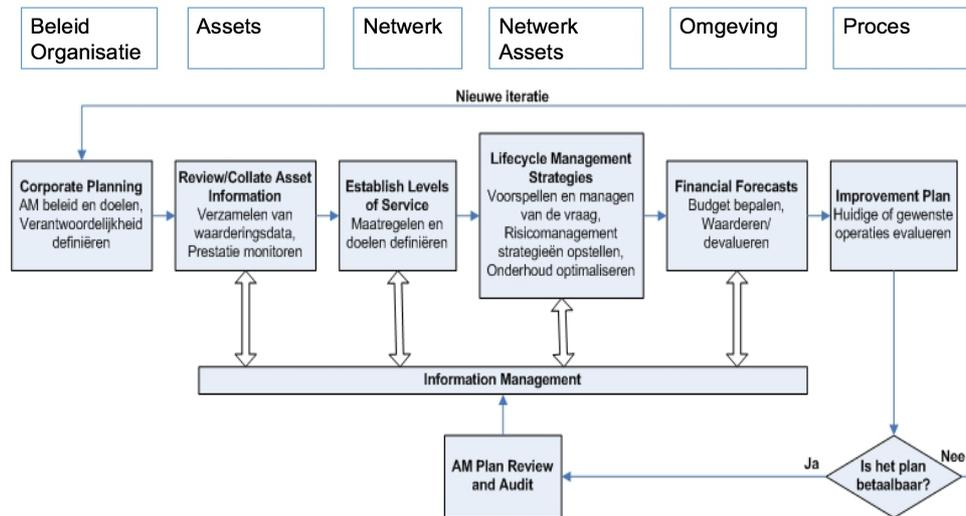 Beleid
Organisatie
Assets
Netwerk
Netwerk
Assets
Omgeving
Proces
Nieuwe iteratie
Corporate Planning
AM beleid en doelen,
Verantwoordelijkheid
definiëren
Review/Collate Asset
Information
Verzamelen van
waarderingsdata,
Prestatie monitoren
Establish Levels
of Service
Maatregelen en
doelen definiëren
Lifecycle Management
Strategies
Voorspellen en managen
van de vraag,
Risicomanagement
strategieën opstellen,
Onderhoud optimaliseren
Financial Forecasts
Budget bepalen,
Waarderen/
devalueren
Improvement Plan
Huidige of gewenste
operaties evalueren
Information Management
AM Plan Review
and Audit
Ja
Is het plan
betaalbaar?
Nee